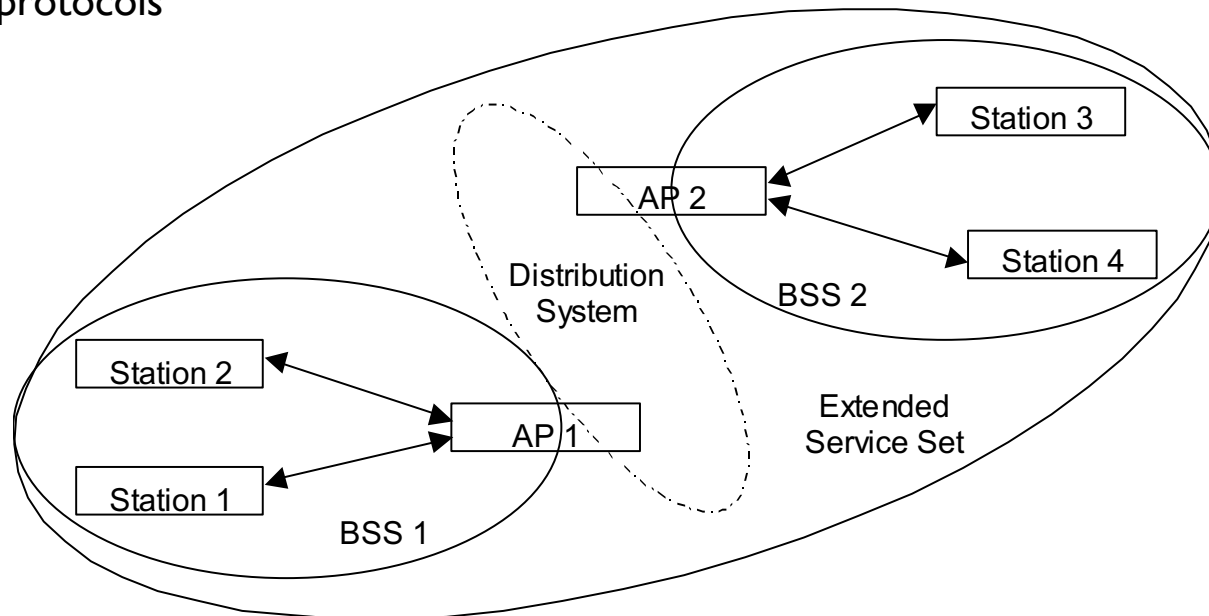 protocols
Station 3
AP 2
Station 4
Distribution
System
BSS 2
Station 2
Extended
Service Set
AP 1
Station 1
BSS 1